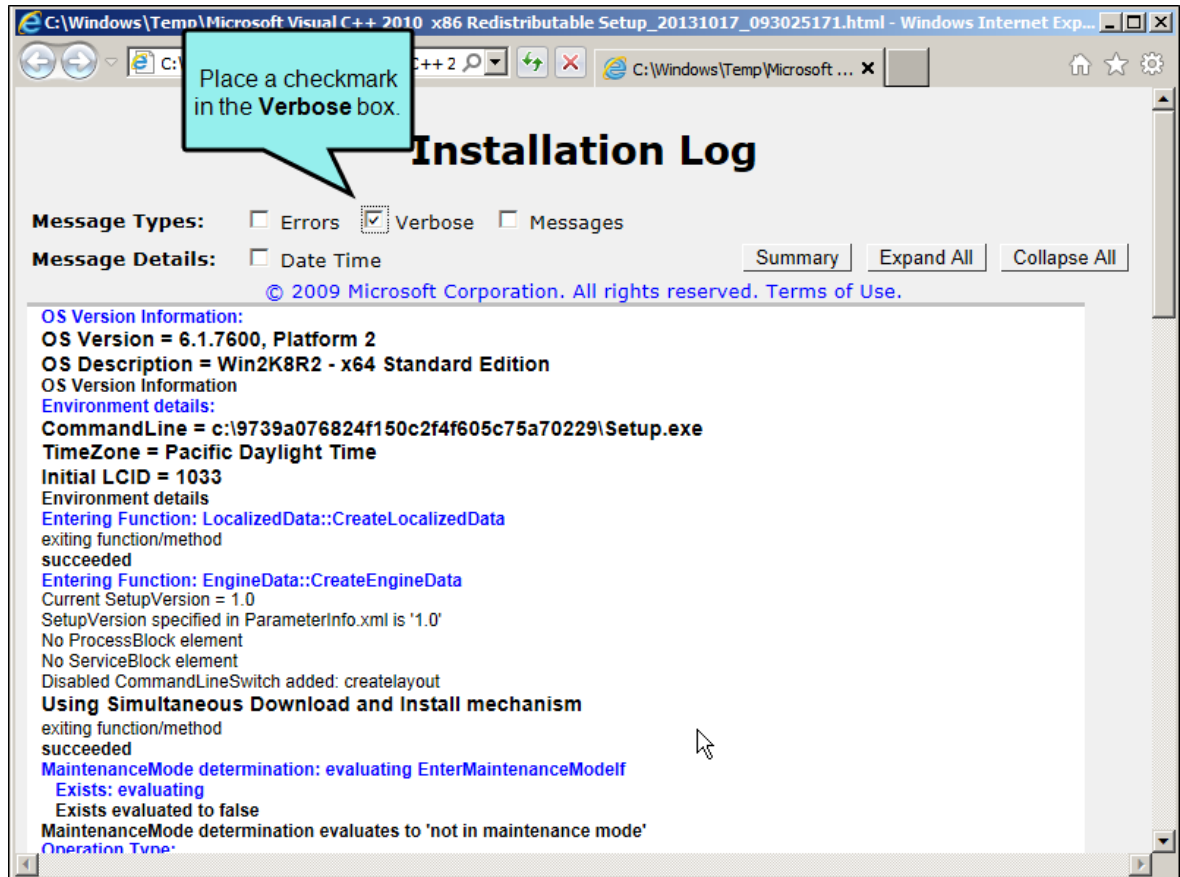 C:\Windows\Temp\Microsoft Visual C++ 2010 x86 Redistributable Setup_20131017_093025171.html - Windows Internet Exp...
C:\
C++ 2
C:\Windows\Temp\Microsoft ...
Place a checkmark
in the Verbose box.
Installation Log
Message Types: Errors Verbose Messages
Message Details: Date Time Summary Expand All Collapse All
© 2009 Microsoft Corporation. All rights reserved. Terms of Use.
OS Version Information:
OS Version = 6.1.7600, Platform 2
OS Description = Win2K8R2 - x64 Standard Edition
OS Version Information
Environment details:
CommandLine = c:\9739a076824f150c2f4f605c75a70229\Setup.exe
TimeZone = Pacific Daylight Time
Initial LCID = 1033
Environment details
Entering Function: LocalizedData::CreateLocalizedData
exiting function/method
succeeded
Entering Function: EngineData::CreateEngineData
Current SetupVersion = 1.0
SetupVersion specified in ParameterInfo.xml is '1.0'
No ProcessBlock element
No ServiceBlock element
Disabled CommandLineSwitch added: createlayout
Using Simultaneous Download and Install mechanism
exiting function/method
succeeded
MaintenanceMode determination: evaluating EnterMaintenanceModeIf
Exists: evaluating
Exists evaluated to false
MaintenanceMode determination evaluates to 'not in maintenance mode'
Operation Type: